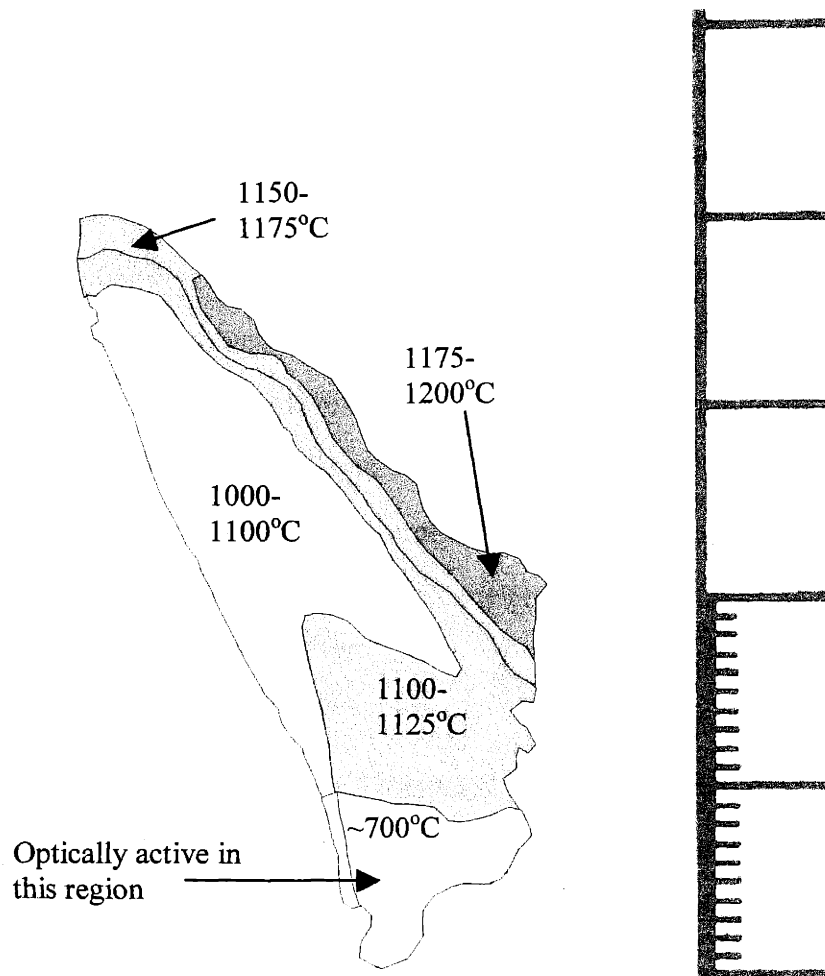 1150-
1175°C
1175-
1200°C
1000-
1100°C
1100-
1125°C
~700°C
Optically active in
this region